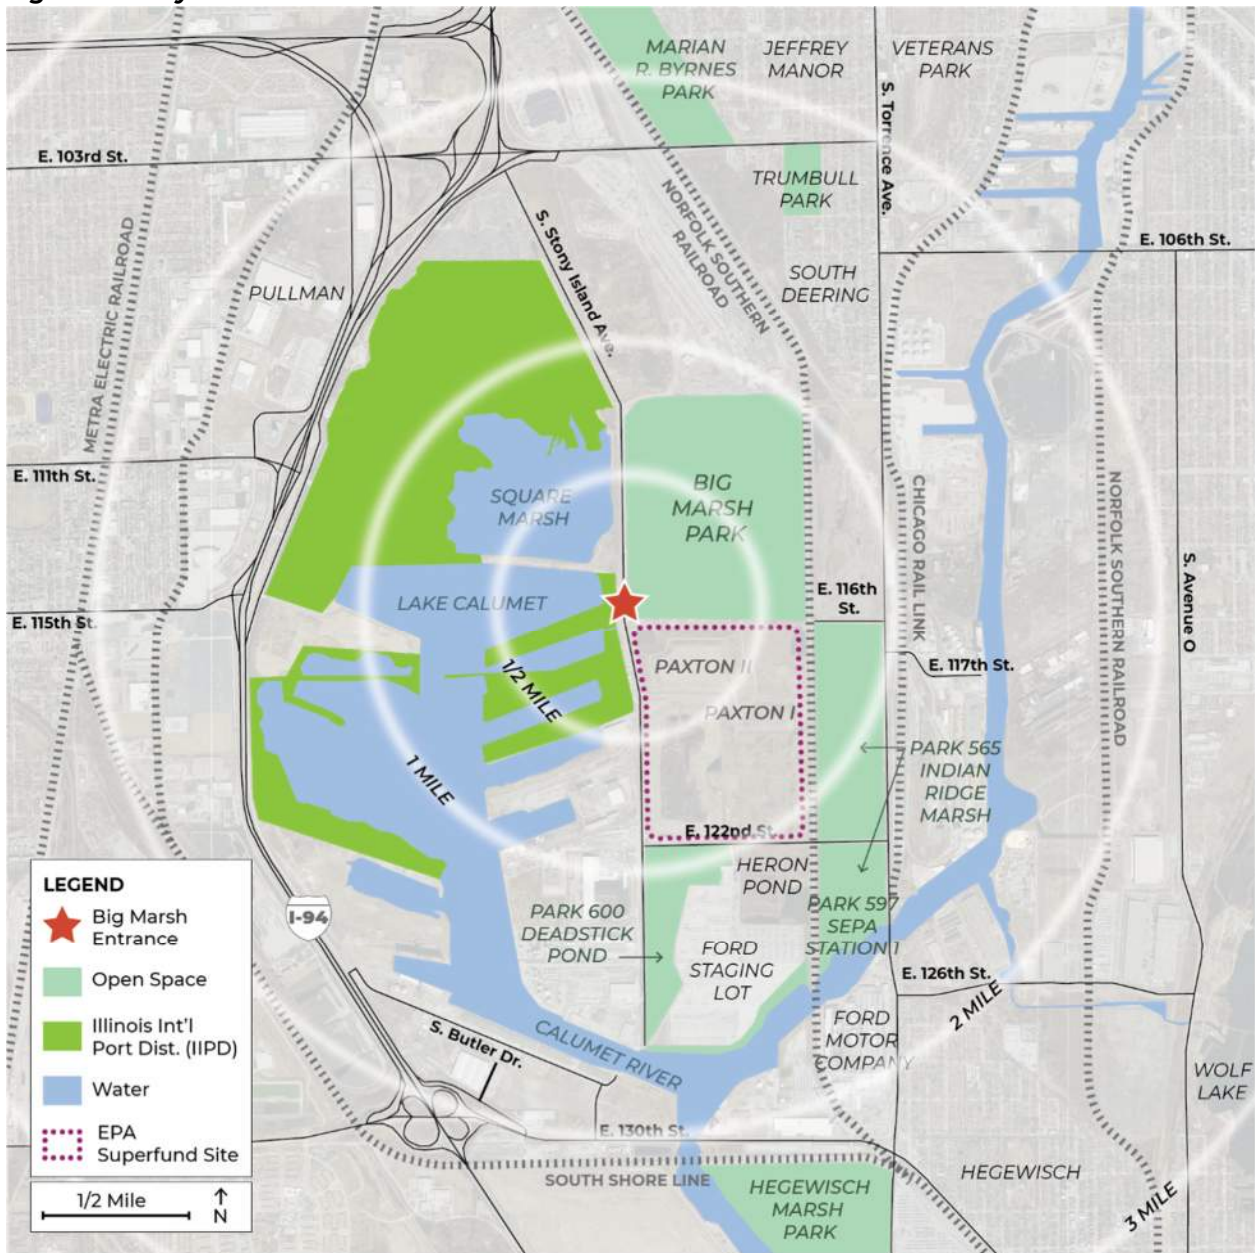 MARIAN
R. BYRNES
PARK
JEFFREY
MANOR
VETERANS
PARK
S. Torrence Ave.
E. 103rd St.
TRUMBULL
PARK
NORFOLK SOUTHERN
RAILROAD
E. 106th St.
S. Stony Island Ave.
SOUTH
DEERING
PULLMAN
METRA ELECTRIC RAILROAD
E. 111th St.
SQUARE
MARSH
BIG
MARSH
PARK
CHICAGO RAIL LINK
NORFOLK SOUTHERN RAILROAD
S. Avenue O
LAKE CALUMET
E. 116th
St.
E. 115th St.
E. 117th St.
PAXTON II
1/2 MILE
PAXTON I
1 MILE
PARK 565
INDIAN
RIDGE
MARSH
E. 122nd St.
HERON
POND
LEGEND
Big Marsh
Entrance
Open Space
Illinois Int'l
Port Dist. (IIPD)
Water
EPA
Superfund Site
1/2 Mile
N
I-94
PARK 600
DEADSTICK
POND
FORD
STAGING
LOT
PARK 597
SEPA
STATION 1
E. 126th St.
2 MILE
FORD
MOTOR
COMPANY
WOLF
LAKE
S. Butler Dr.
CALUMET RIVER
E. 130th St.
SOUTH SHORE LINE
HEGEWISCH
MARSH
PARK
HEGEWISCH
3 MILE